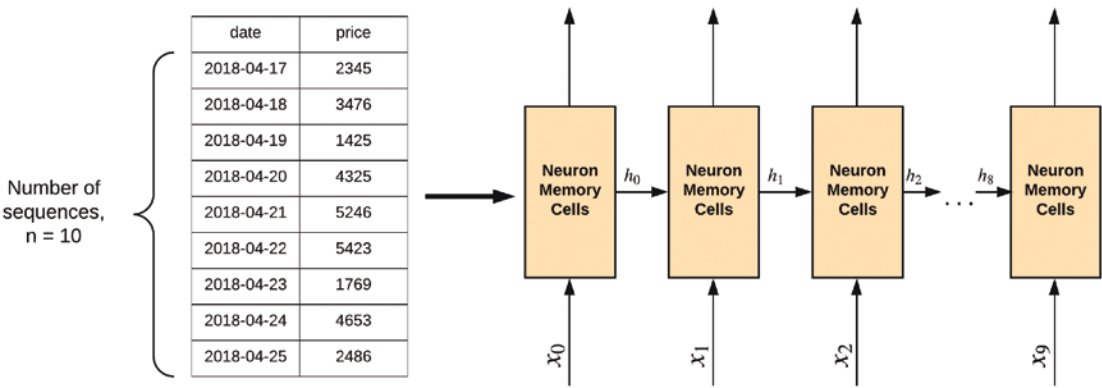 date price
2018-04-17 2345
2018-04-18 3476
2018-04-19 1425
2018-04-20 4325
2018-04-21 5246
2018-04-22 5423
2018-04-23 1769
2018-04-24 4653
2018-04-25 2486
Number of
sequences,
n = 10
Neuron
Memory
Cells
h0
Neuron
Memory
Cells
h1
Neuron
Memory
Cells
h2
...
h8
Neuron
Memory
Cells
x0
x1
x2
x9